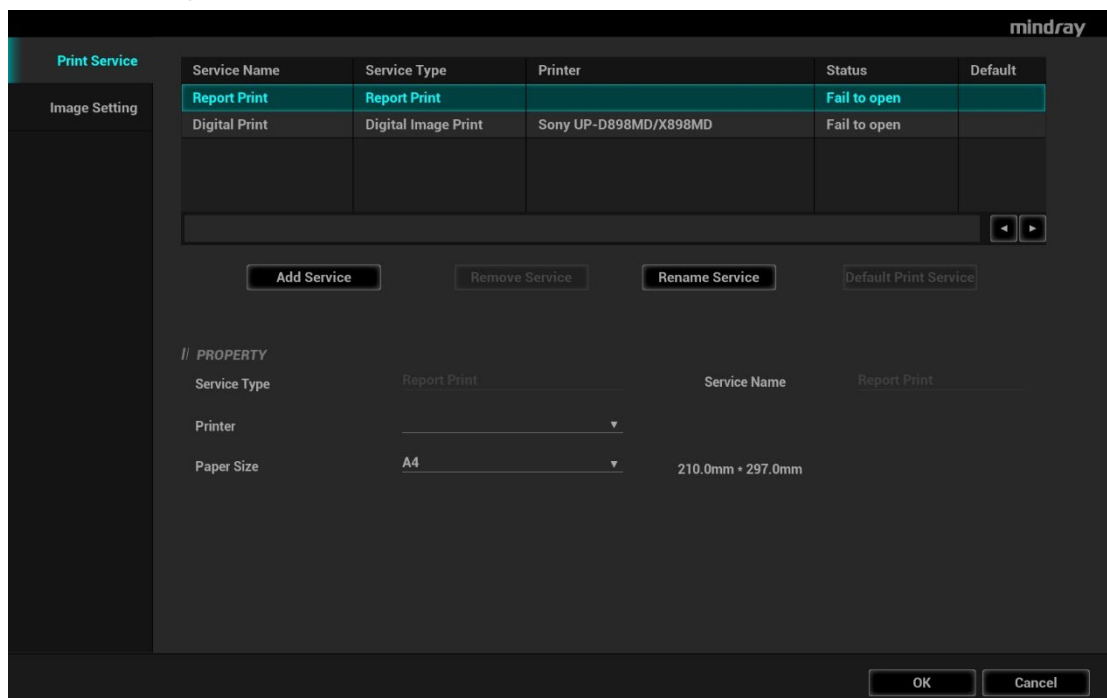 mindray
Print Service
Image Setting
Service Name Service Type Printer Status Default
Report Print Report Print Fail to open
Digital Print Digital Image Print Sony UP-D898MD/X898MD Fail to open
Add Service Remove Service Rename Service Default Print Service
// PROPERTY
Service Type Report Print Service Name Report Print
Printer
Paper Size A4 210.0mm * 297.0mm
OK Cancel